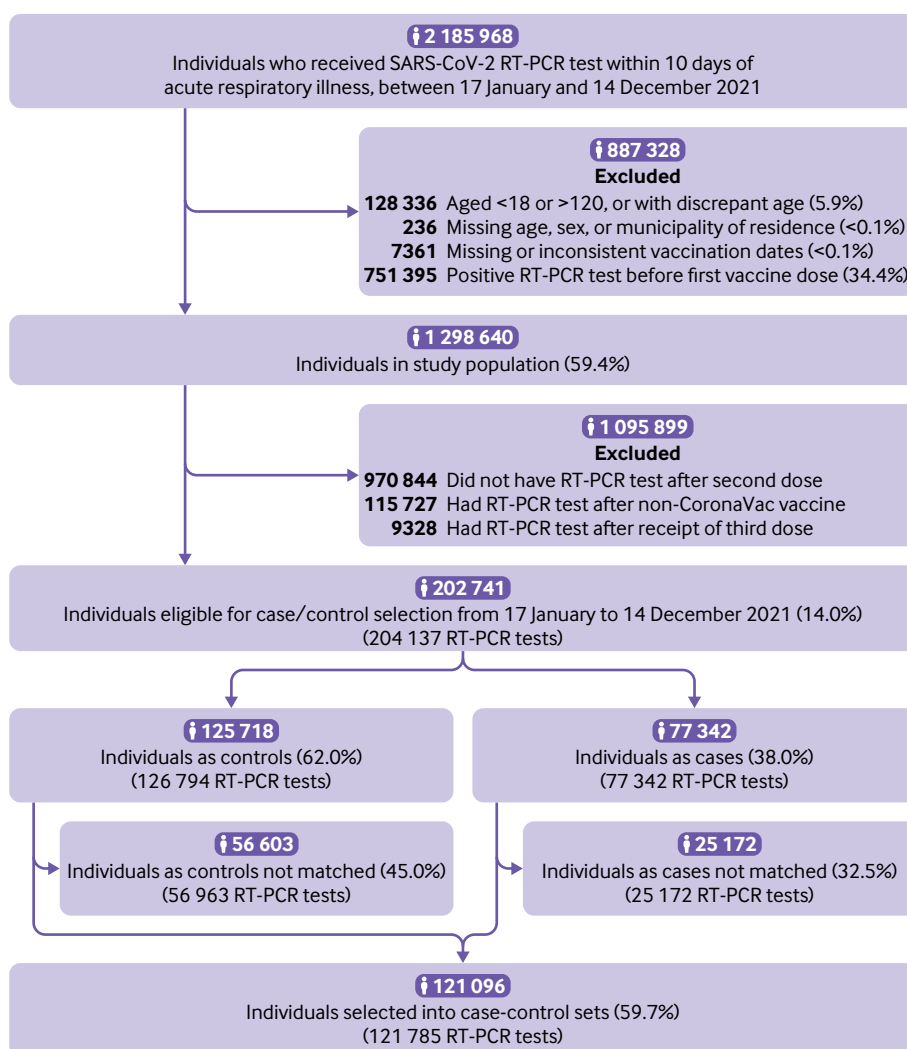 2 185 968
Individuals who received SARS-CoV-2 RT-PCR test within 10 days of
acute respiratory illness, between 17 January and 14 December 2021
887 328
Excluded
128 336 Aged <18 or >120, or with discrepant age (5.9%)
236 Missing age, sex, or municipality of residence (<0.1%)
7361 Missing or inconsistent vaccination dates (<0.1%)
751 395 Positive RT-PCR test before first vaccine dose (34.4%)
1 298 640
Individuals in study population (59.4%)
1 095 899
Excluded
970 844 Did not have RT-PCR test after second dose
115 727 Had RT-PCR test after non-CoronaVac vaccine
9328 Had RT-PCR test after receipt of third dose
202 741
Individuals eligible for case/control selection from 17 January to 14 December 2021 (14.0%)
(204 137 RT-PCR tests)
125 718
Individuals as controls (62.0%)
(126 794 RT-PCR tests)
77 342
Individuals as cases (38.0%)
(77 342 RT-PCR tests)
56 603
Individuals as controls not matched (45.0%)
(56 963 RT-PCR tests)
25 172
Individuals as cases not matched (32.5%)
(25 172 RT-PCR tests)
121 096
Individuals selected into case-control sets (59.7%)
(121 785 RT-PCR tests)